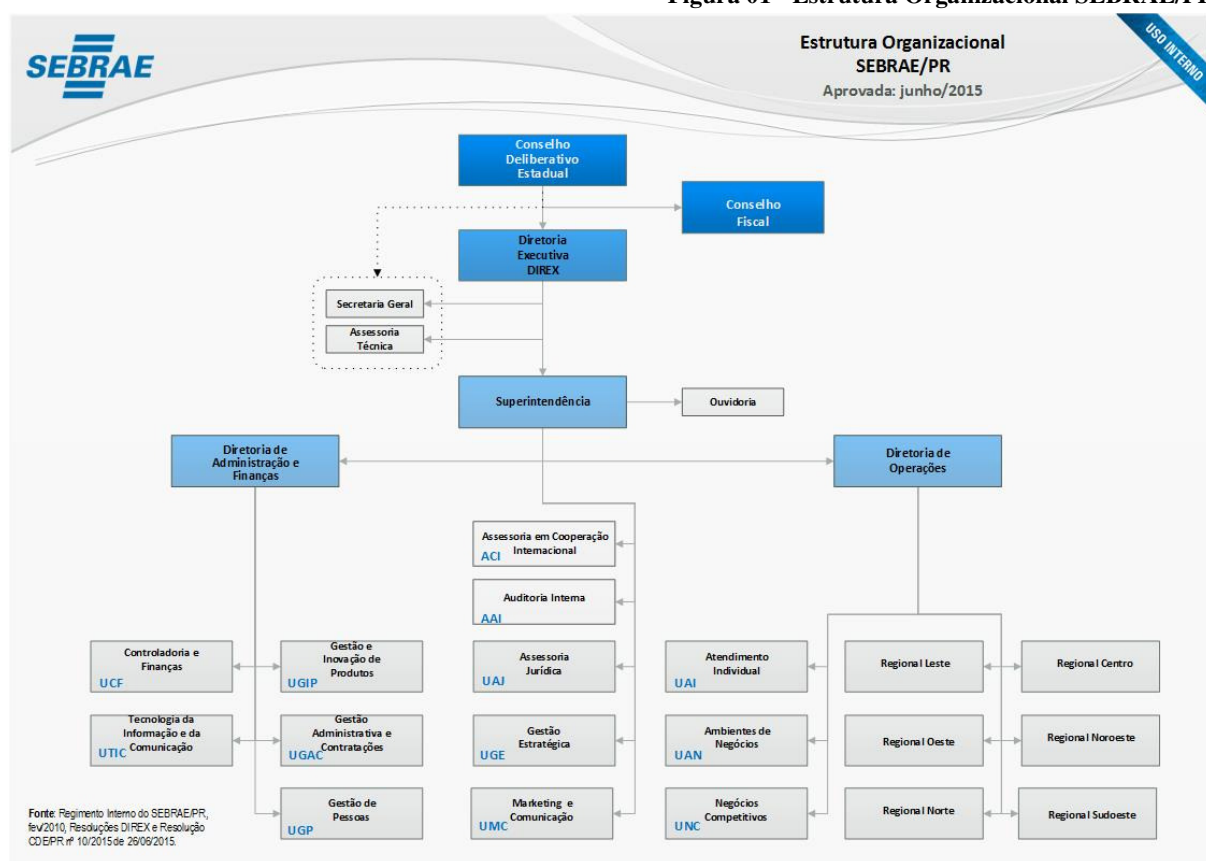 Figura 01 - Estrutura Organizacional SEBRAE/PR
SEBRAE
Estrutura Organizacional
SEBRAE/PR
Aprovada: junho/2015
USO INTERNO
Conselho
Deliberativo
Estadual
Conselho
Fiscal
Diretoria
Executiva
DIREX
Secretaria Geral
Assessoria
Técnica
Superintendência
Ouvidoria
Diretoria de
Administração e
Finanças
Diretoria de
Operações
Assessoria em Cooperação
Internacional
ACI
Auditoria Interna
AAI
Controladoria e
Finanças
UCF
Gestão e
Inovação de
Produtos
UGIP
Assessoria
Jurídica
UAJ
Atendimento
Individual
UAI
Regional Leste
Regional Centro
Tecnologia da
Informação e da
Comunicação
UTIC
Gestão
Administrativa e
Contratações
UGAC
Gestão
Estratégica
UGE
Ambientes de
Negócios
UAN
Regional Oeste
Regional Noroeste
Gestão de
Pessoas
UGP
Marketing e
Comunicação
UMC
Negócios
Competitivos
UNC
Regional Norte
Regional Sudoeste
Fonte: Regimento Interno do SEBRAE/PR,
fev/2010, Resoluções DIREX e Resolução
CDE/PR nº 10/2015 de 26/06/2015.